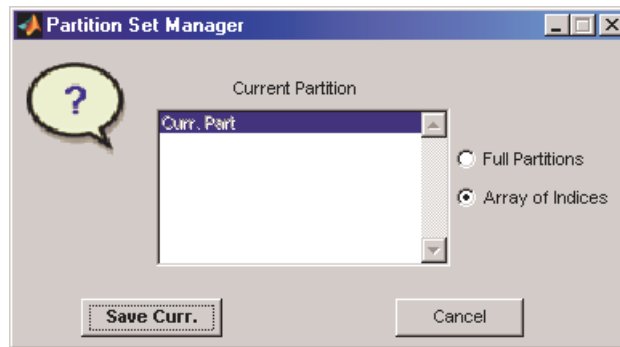 Partition Set Manager
?
Current Partition
Curr. Part
Full Partitions
Array of Indices
Save Curr.
Cancel